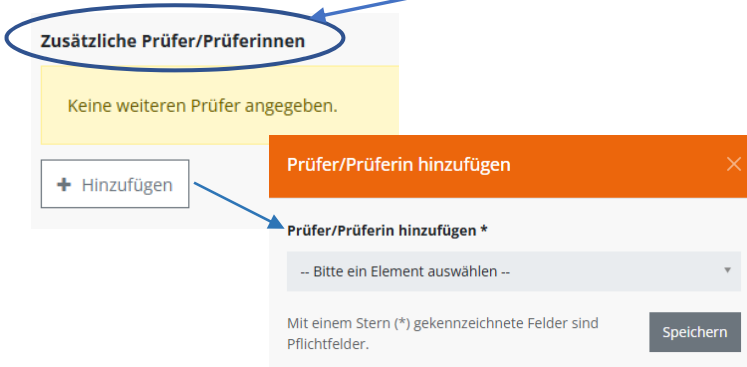 Zusätzliche Prüfer/Prüferinnen
Keine weiteren Prüfer angegeben.
+ Hinzufügen
Prüfer/Prüferin hinzufügen
Prüfer/Prüferin hinzufügen *
-- Bitte ein Element auswählen --
Mit einem Stern (*) gekennzeichnete Felder sind
Pflichtfelder.
Speichern